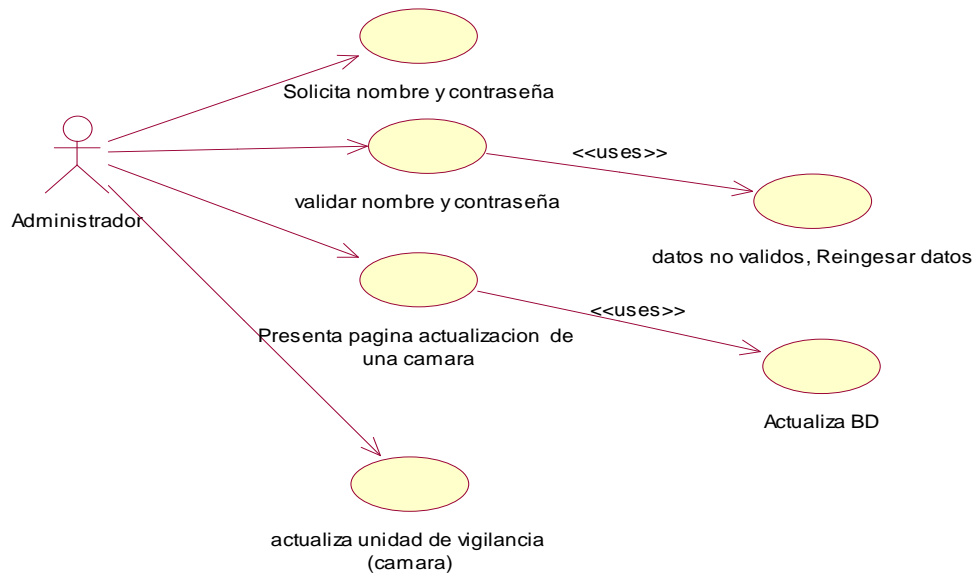 Solicita nombre y contraseña
<<uses>>
validar nombre y contraseña
Administrador
datos no validos, Reingesar datos
<<uses>>
Presenta pagina actualizacion de
una camara
Actualiza BD
actualiza unidad de vigilancia
(camara)